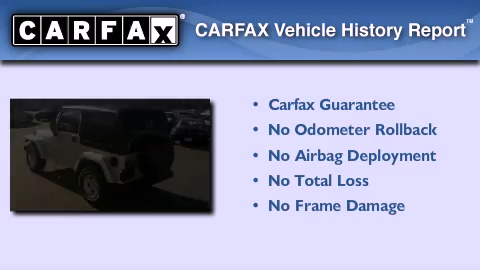 CARFAX® CARFAX Vehicle History Report™
• Carfax Guarantee
• No Odometer Rollback
• No Airbag Deployment
• No Total Loss
• No Frame Damage